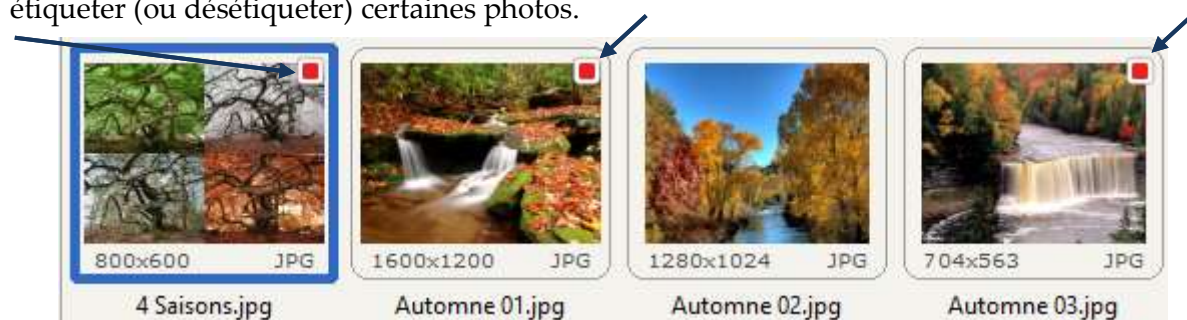 étiqueter (ou désétiqueter) certaines photos.
800x600 JPG 1600x1200 JPG 1280x1024 JPG 704x563 JPG
4 Saisons.jpg Automne 01.jpg Automne 02.jpg Automne 03.jpg